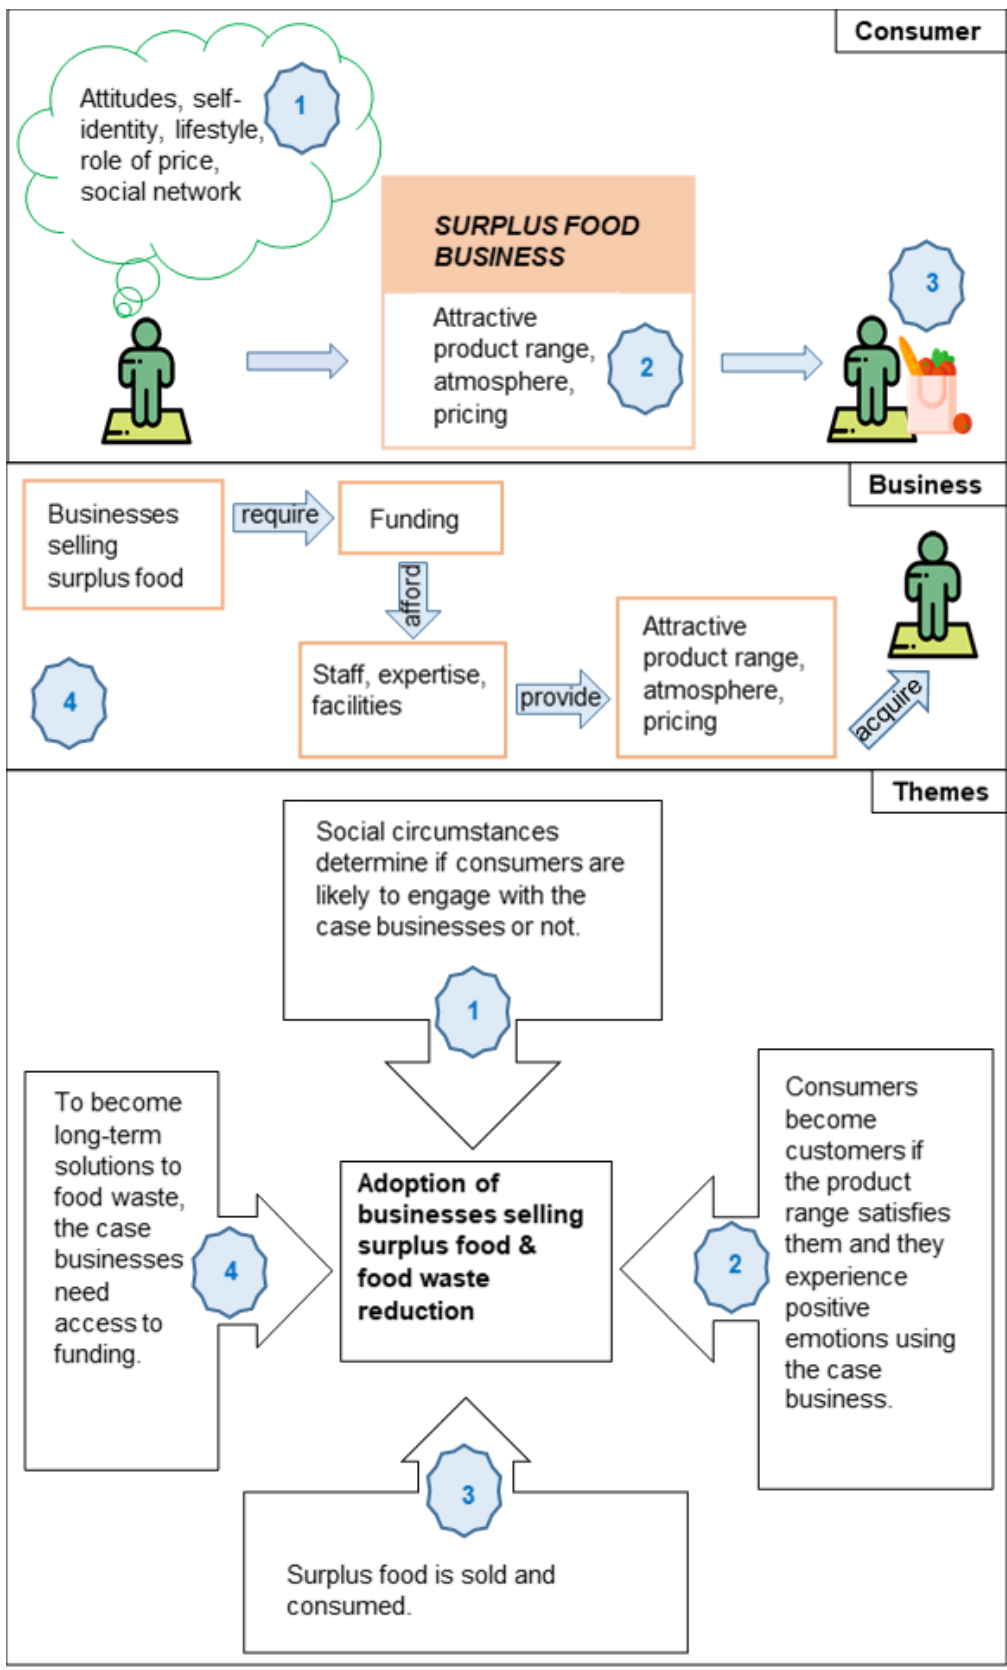 Consumer
Attitudes, self-
identity, lifestyle,
role of price,
social network
1
SURPLUS FOOD
BUSINESS
Attractive
product range,
atmosphere,
pricing
2
3
Business
Businesses
selling
surplus food
require
Funding
afford
Staff, expertise,
facilities
provide
Attractive
product range,
atmosphere,
pricing
acquire
4
Themes
Social circumstances
determine if consumers are
likely to engage with the
case businesses or not.
1
To become
long-term
solutions to
food waste,
the case
businesses
need
access to
funding.
4
Adoption of
businesses selling
surplus food &
food waste
reduction
Consumers
become
customers if
the product
range satisfies
them and they
experience
positive
emotions using
the case
business.
2
3
Surplus food is sold and
consumed.